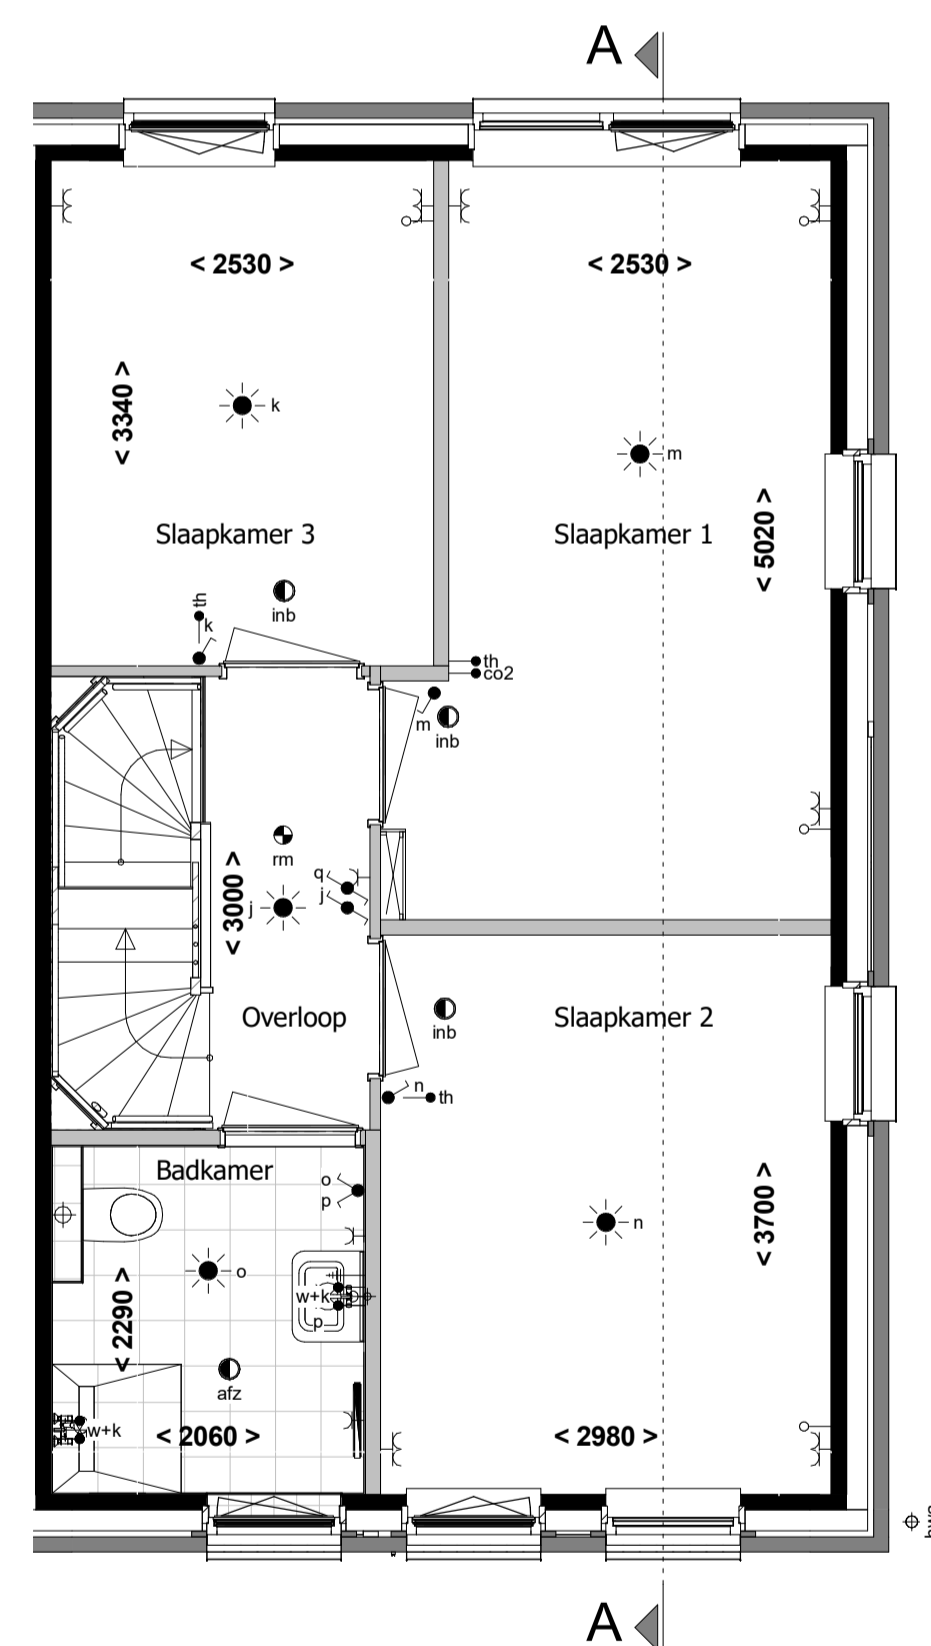 A
< 2530 >
< 2530 >
< 3340 >
k
m
< 5020 >
Slaapkamer 3
Slaapkamer 1
th
k
inb
th
co2
m
inb
rm
< 3000 >
q
j
j
Overloop
inb
Slaapkamer 2
n
th
Badkamer
o
p
< 3700 >
n
o
< 2290 >
w+k
p
afz
w+k
< 2060 >
< 2980 >
hwa
A